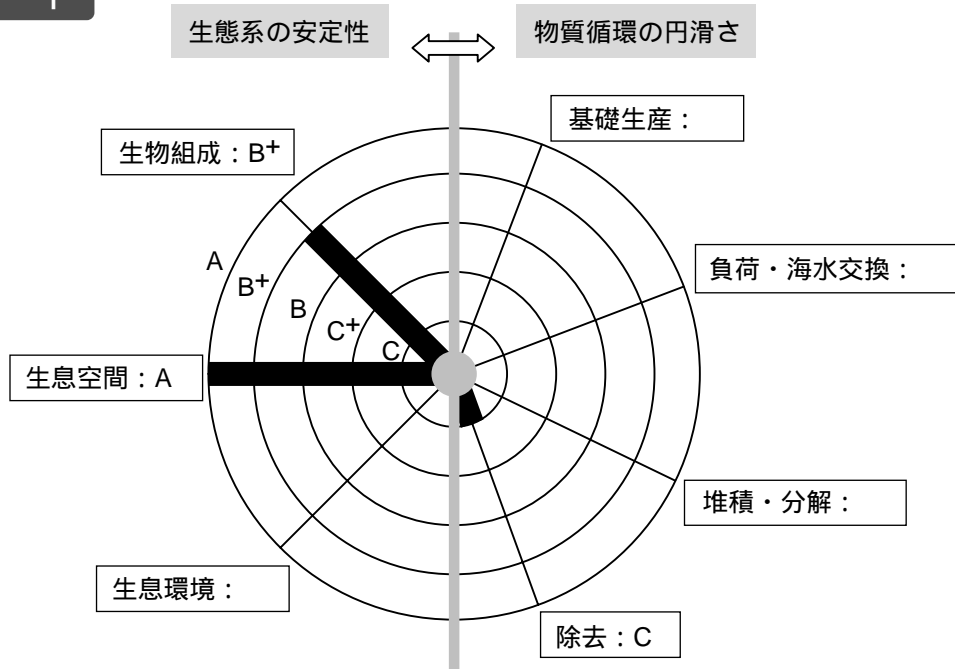 生態系の安定性
物質循環の円滑さ
基礎生産：
生物組成：B+
負荷・海水交換：
A
B+
B
C+
C
生息空間：A
堆積・分解：
生息環境：
除去：C